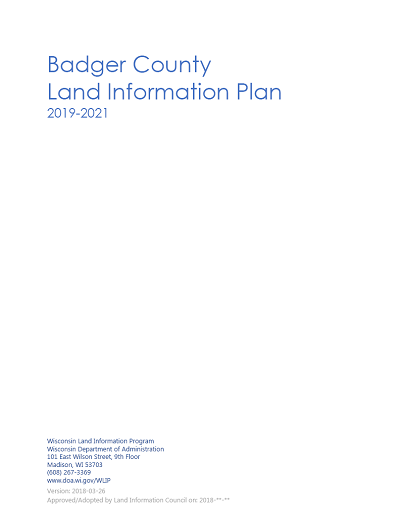 Badger County
Land Information Plan
2019-2021
Wisconsin Land Information Program
Wisconsin Department of Administration
101 East Wilson Street, 9th Floor
Madison, WI 53703
(608) 267-3369
www.doa.wi.gov/WLIP
Version: 2018-03-26
Approved/Adopted by Land Information Council on: 2018-**-**